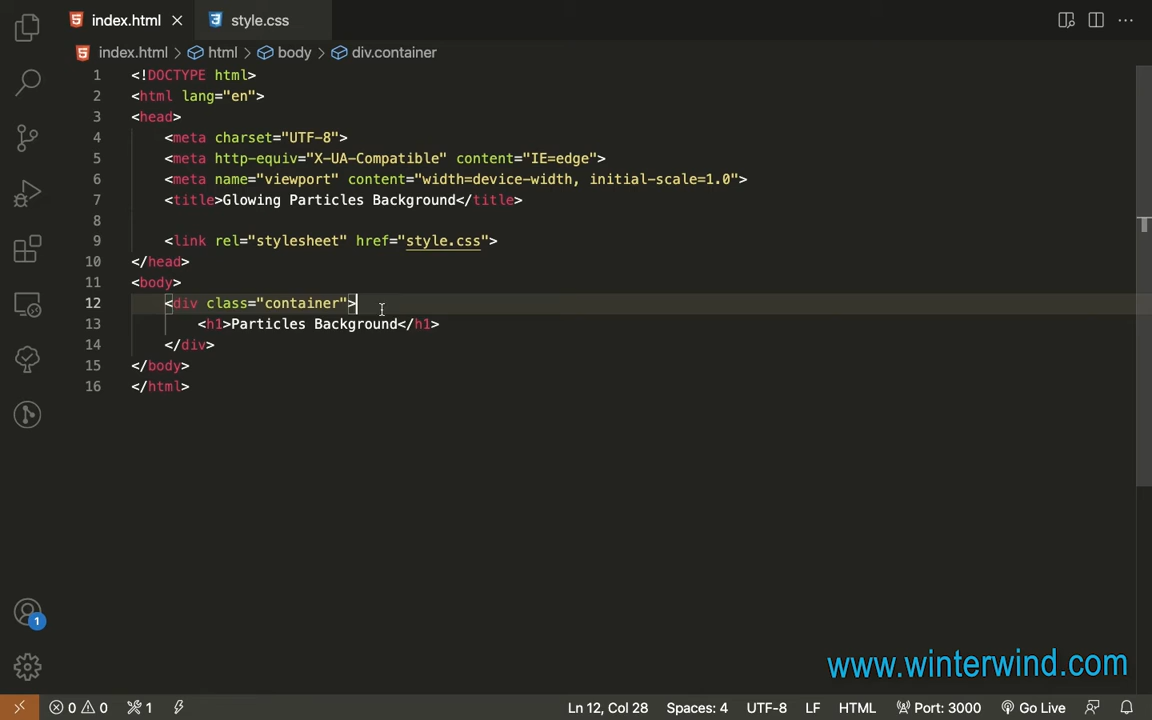 index.html
style.css
index.html > html > body > div.container
1 <!DOCTYPE html>
2 <html lang="en">
3 <head>
4 <meta charset="UTF-8">
5 <meta http-equiv="X-UA-Compatible" content="IE=edge">
6 <meta name="viewport" content="width=device-width, initial-scale=1.0">
7 <title>Glowing Particles Background</title>
8
9 <link rel="stylesheet" href="style.css">
10 </head>
11 <body>
12 <div class="container">
13 <h1>Particles Background</h1>
14 </div>
15 </body>
16 </html>
1
www.winterwind.com
0 0 1 Ln 12, Col 28 Spaces: 4 UTF-8 LF HTML Port: 3000 Go Live